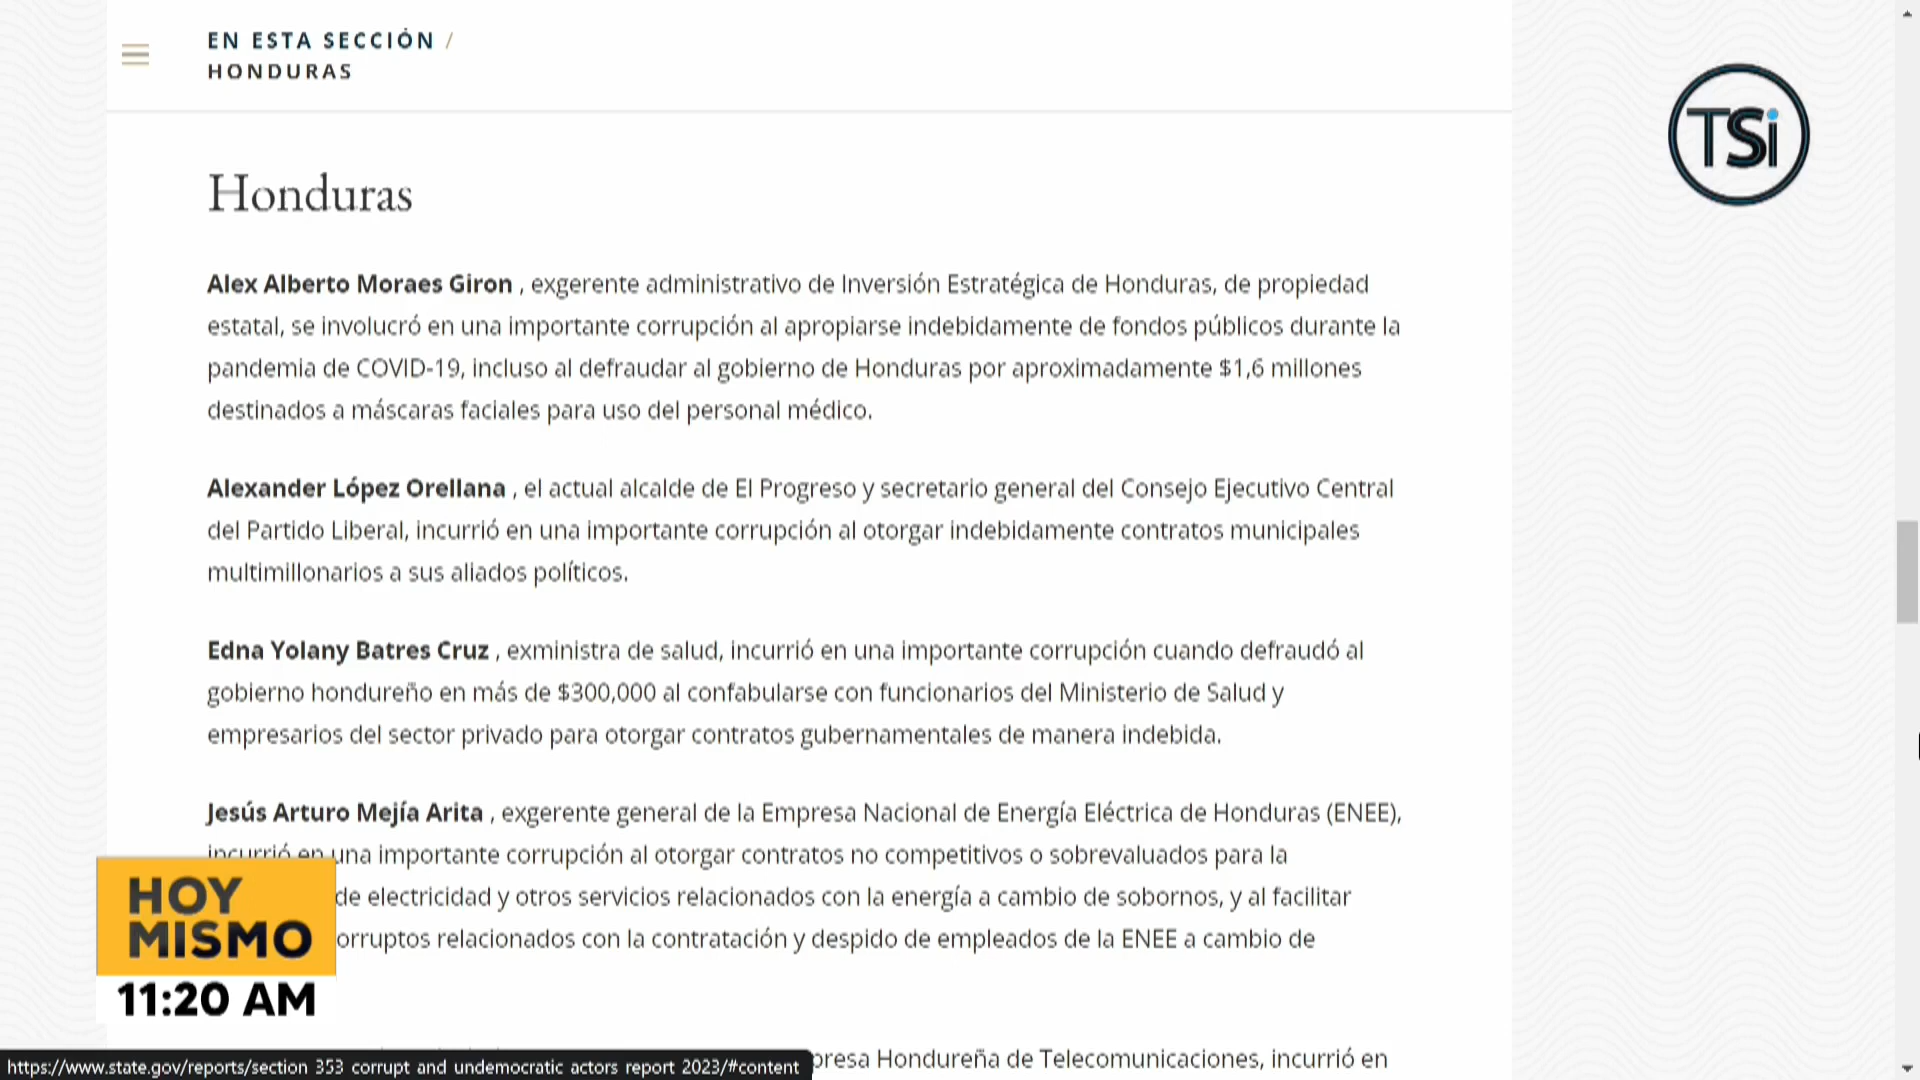 EN ESTA SECCIÓN /
HONDURAS
TSi
Honduras
Alex Alberto Moraes Giron , exgerente administrativo de Inversión Estratégica de Honduras, de propiedad
estatal, se involucró en una importante corrupción al apropiarse indebidamente de fondos públicos durante la
pandemia de COVID-19, incluso al defraudar al gobierno de Honduras por aproximadamente $1,6 millones
destinados a máscaras faciales para uso del personal médico.
Alexander López Orellana , el actual alcalde de El Progreso y secretario general del Consejo Ejecutivo Central
del Partido Liberal, incurrió en una importante corrupción al otorgar indebidamente contratos municipales
multimillonarios a sus aliados políticos.
Edna Yolany Batres Cruz , exministra de salud, incurrió en una importante corrupción cuando defraudó al
gobierno hondureño en más de $300,000 al confabularse con funcionarios del Ministerio de Salud y
empresarios del sector privado para otorgar contratos gubernamentales de manera indebida.
Jesús Arturo Mejía Arita , exgerente general de la Empresa Nacional de Energía Eléctrica de Honduras (ENEE),
incurrió en una importante corrupción al otorgar contratos no competitivos o sobrevaluados para la
de electricidad y otros servicios relacionados con la energía a cambio de sobornos, y al facilitar
orruptos relacionados con la contratación y despido de empleados de la ENEE a cambio de
HOY
MISMO
11:20 AM
presa Hondureña de Telecomunicaciones, incurrió en
https://www.state.gov/reports/section 353 corrupt and undemocratic actors report 2023/#content